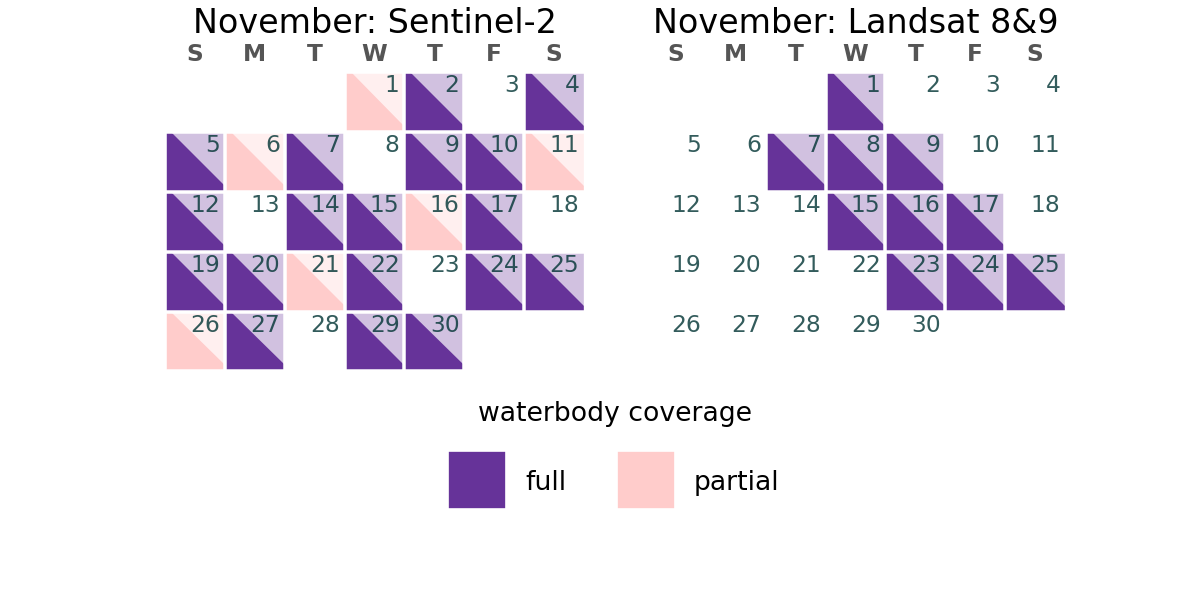 November: Sentinel-2
S M T W T F S
1 2 3 4
5 6 7 8 9 10 11
12 13 14 15 16 17 18
19 20 21 22 23 24 25
26 27 28 29 30
November: Landsat 8&9
S M T W T F S
1 2 3 4
5 6 7 8 9 10 11
12 13 14 15 16 17 18
19 20 21 22 23 24 25
26 27 28 29 30
waterbody coverage
full partial